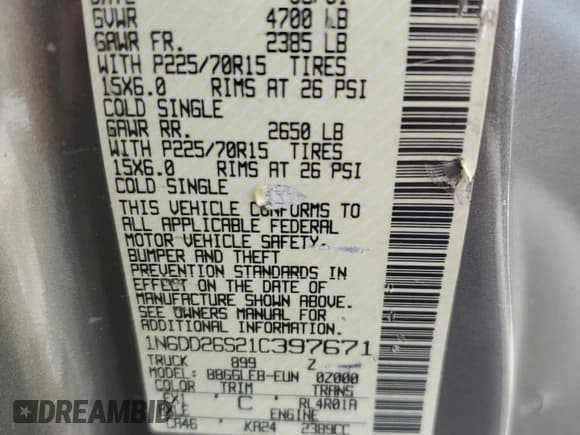 GVWR 4700 LB
GAWR FR. 2385 LB
WITH P225/70R15 TIRES
15X6.0 RIMS AT 26 PSI
COLD SINGLE
GAWR RR. 2650 LB
WITH P225/70R15 TIRES
15X6.0 RIMS AT 26 PSI
COLD SINGLE
THIS VEHICLE CONFORMS TO
ALL APPLICABLE FEDERAL
MOTOR VEHICLE SAFETY,
BUMPER AND THEFT
PREVENTION STANDARDS IN
EFFECT ON THE DATE OF
MANUFACTURE SHOWN ABOVE.
SEE OWNERS MANUAL FOR
ADDITIONAL INFORMATION
1N6DD26S21C397671
TRUCK 899 Z
MODEL: BBGGLEB-EUN 0Z000
COLOR TRIM TRANS
C RL4R01A
ENGINE
CA46 KA24 2389CC
DREAMBID